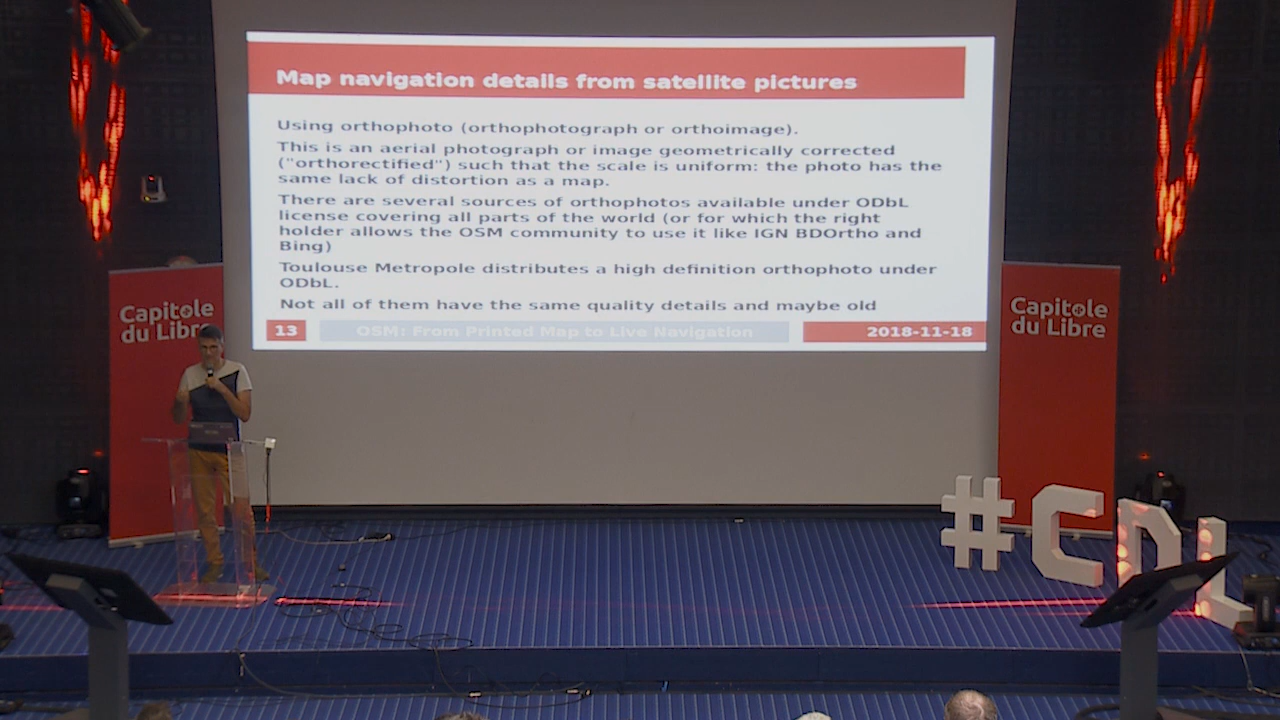 Map navigation details from satellite pictures
Using orthophoto (orthophotograph or orthoimage).
This is an aerial photograph or image geometrically corrected
("orthorectified") such that the scale is uniform: the photo has the
same lack of distortion as a map.
There are several sources of orthophotos available under ODbL
license covering all parts of the world (or for which the right
holder allows the OSM community to use it like IGN BDOrtho and
Bing)
Toulouse Metropole distributes a high definition orthophoto under
ODbL.
Not all of them have the same quality details and maybe old
13
OSM: From Printed Map to Live Navigation
2018-11-18
Capitole
du Libre
Capitole
du Libre
#CDL